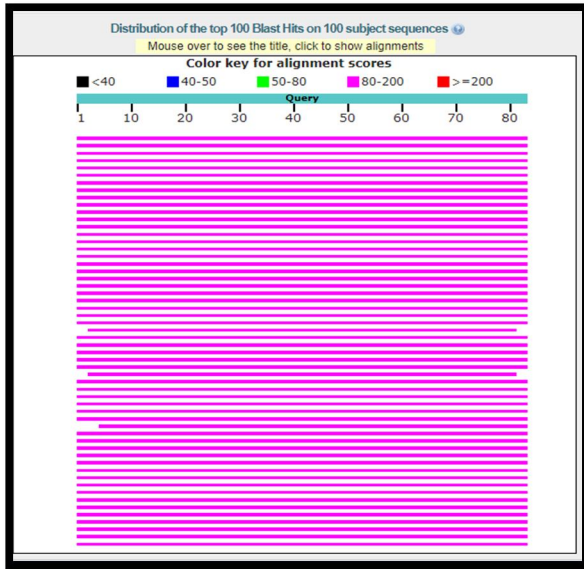 Distribution of the top 100 Blast Hits on 100 subject sequences
Mouse over to see the title, click to show alignments
Color key for alignment scores
<40 40-50 50-80 80-200 >=200
Query
1 10 20 30 40 50 60 70 80